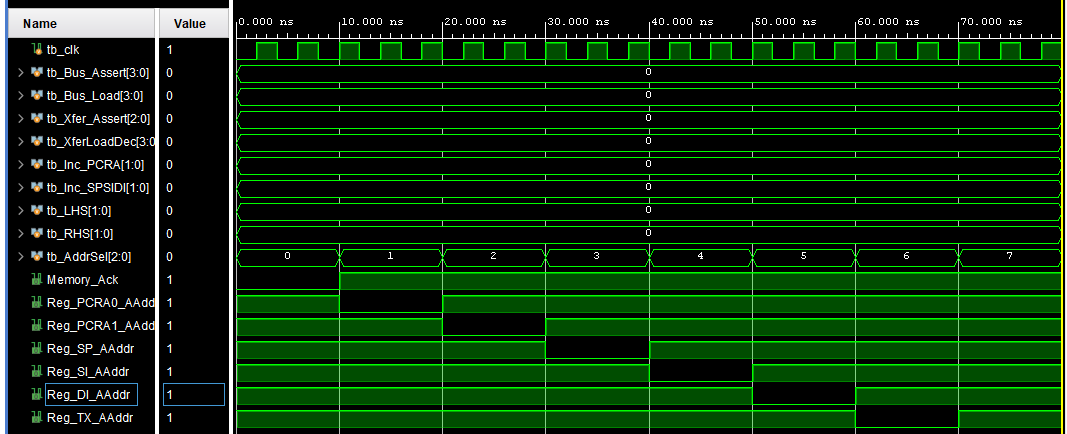 Name Value 0.000 ns 10.000 ns 20.000 ns 30.000 ns 40.000 ns 50.000 ns 60.000 ns 70.000 ns
tb_clk 1
tb_Bus_Assert[3:0] 0 0
tb_Bus_Load[3:0] 0 0
tb_Xfer_Assert[2:0] 0 0
tb_XferLoadDec[3:0 0 0
tb_Inc_PCRA[1:0] 0 0
tb_Inc_SPSIDI[1:0] 0 0
tb_LHS[1:0] 0 0
tb_RHS[1:0] 0 0
tb_AddrSel[2:0] 0 0 1 2 3 4 5 6 7
Memory_Ack 1
Reg_PCRA0_AAdd 1
Reg_PCRA1_AAdd 1
Reg_SP_AAddr 1
Reg_SI_AAddr 1
Reg_DI_AAddr 1
Reg_TX_AAddr 1